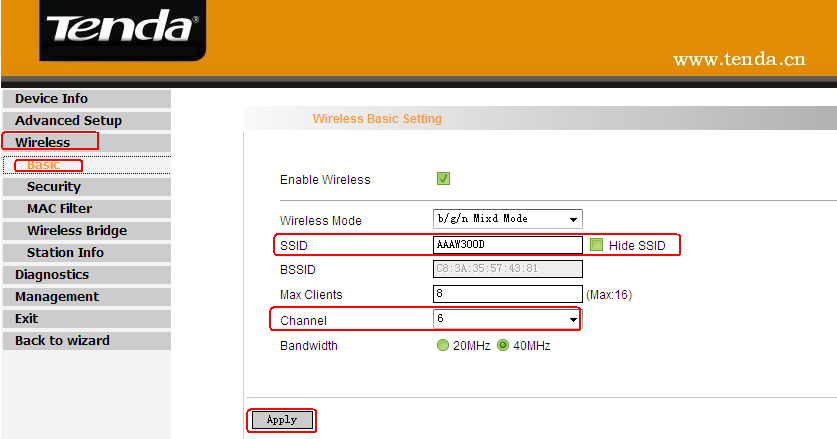 Tenda
www.tenda.cn
Device Info
Advanced Setup
Wireless
Basic
Security
MAC Filter
Wireless Bridge
Station Info
Diagnostics
Management
Exit
Back to wizard
Wireless Basic Setting
Enable Wireless
Wireless Mode b/g/n Mixd Mode
SSID AAAW300D Hide SSID
BSSID C8:3A:35:57:43:81
Max Clients 8 (Max:16)
Channel 6
Bandwidth 20MHz 40MHz
Apply